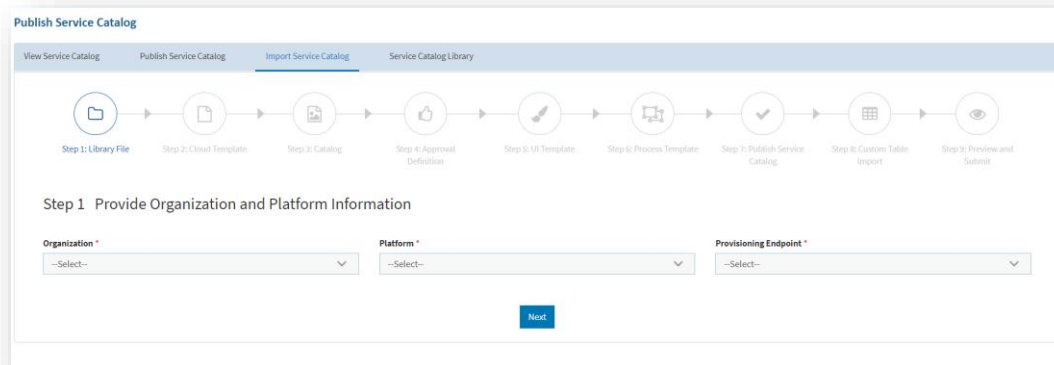 Publish Service Catalog
View Service Catalog Publish Service Catalog Import Service Catalog Service Catalog Library
Step 1: Library File Step 2: Cloud Template Step 3: Catalog Step 4: Approval Step 5: UI Template Step 6: Process Template Step 7: Publish Service Step 8: Custom Table Step 9: Preview and
Definition Catalog Import Submit
Step 1 Provide Organization and Platform Information
Organization * Platform * Provisioning Endpoint *
--Select-- --Select-- --Select--
Next